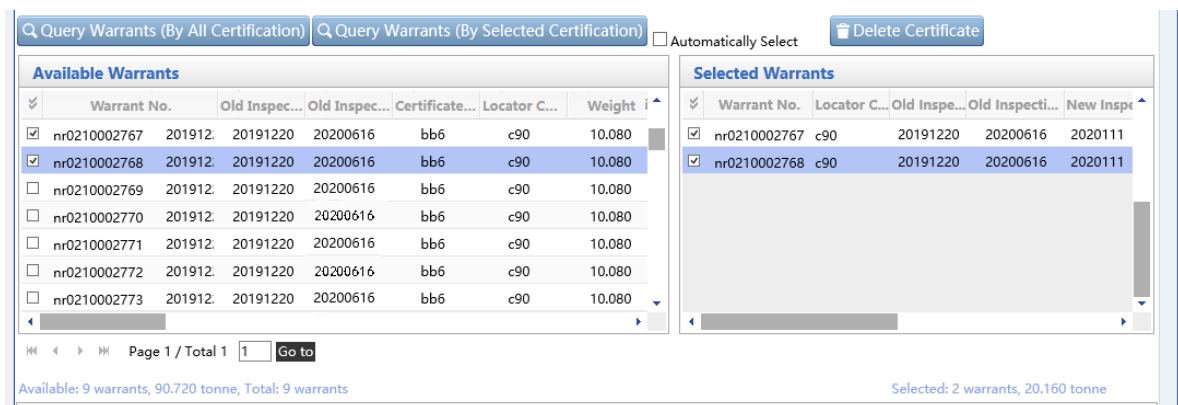 Query Warrants (By All Certification) Query Warrants (By Selected Certification) Automatically Select Delete Certificate
Available Warrants
Warrant No. Old Inspec... Old Inspec... Certificate... Locator C... Weight
nr0210002767 201912 20191220 20200616 bb6 c90 10.080
nr0210002768 201912 20191220 20200616 bb6 c90 10.080
nr0210002769 201912 20191220 20200616 bb6 c90 10.080
nr0210002770 201912 20191220 20200616 bb6 c90 10.080
nr0210002771 201912 20191220 20200616 bb6 c90 10.080
nr0210002772 201912 20191220 20200616 bb6 c90 10.080
nr0210002773 201912 20191220 20200616 bb6 c90 10.080
Page 1 / Total 1 1 Go to
Available: 9 warrants, 90.720 tonne, Total: 9 warrants
Selected Warrants
Warrant No. Locator C... Old Inspe... Old Inspecti... New Inspe
nr0210002767 c90 20191220 20200616 2020111
nr0210002768 c90 20191220 20200616 2020111
Selected: 2 warrants, 20.160 tonne